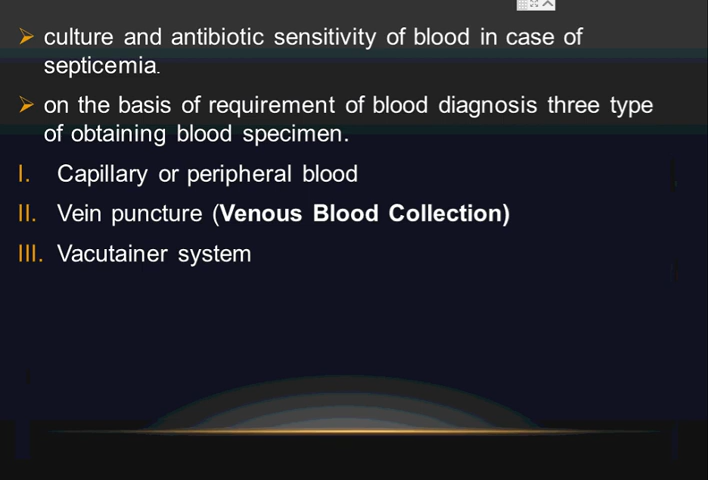 ➢ culture and antibiotic sensitivity of blood in case of
septicemia.
➢ on the basis of requirement of blood diagnosis three type
of obtaining blood specimen.
I. Capillary or peripheral blood
II. Vein puncture (Venous Blood Collection)
III. Vacutainer system